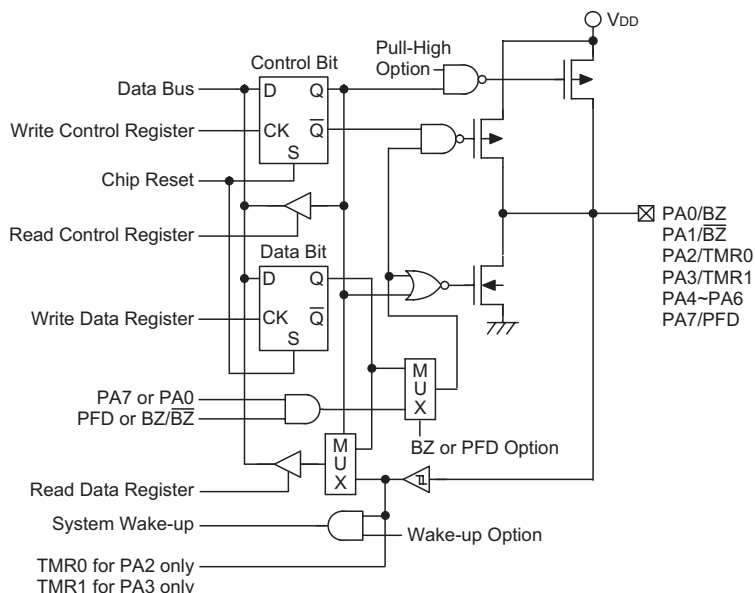 VDD
Pull-High
Option
Control Bit
Data Bus
D
Q
Write Control Register
CK
Q̅
S
Chip Reset
Read Control Register
Data Bit
D
Q
Write Data Register
CK
Q̅
S
PA0/BZ
PA1/B̅Z̅
PA2/TMR0
PA3/TMR1
PA4~PA6
PA7/PFD
PA7 or PA0
PFD or BZ/B̅Z̅
M
U
X
BZ or PFD Option
M
U
X
Read Data Register
System Wake-up
Wake-up Option
TMR0 for PA2 only
TMR1 for PA3 only